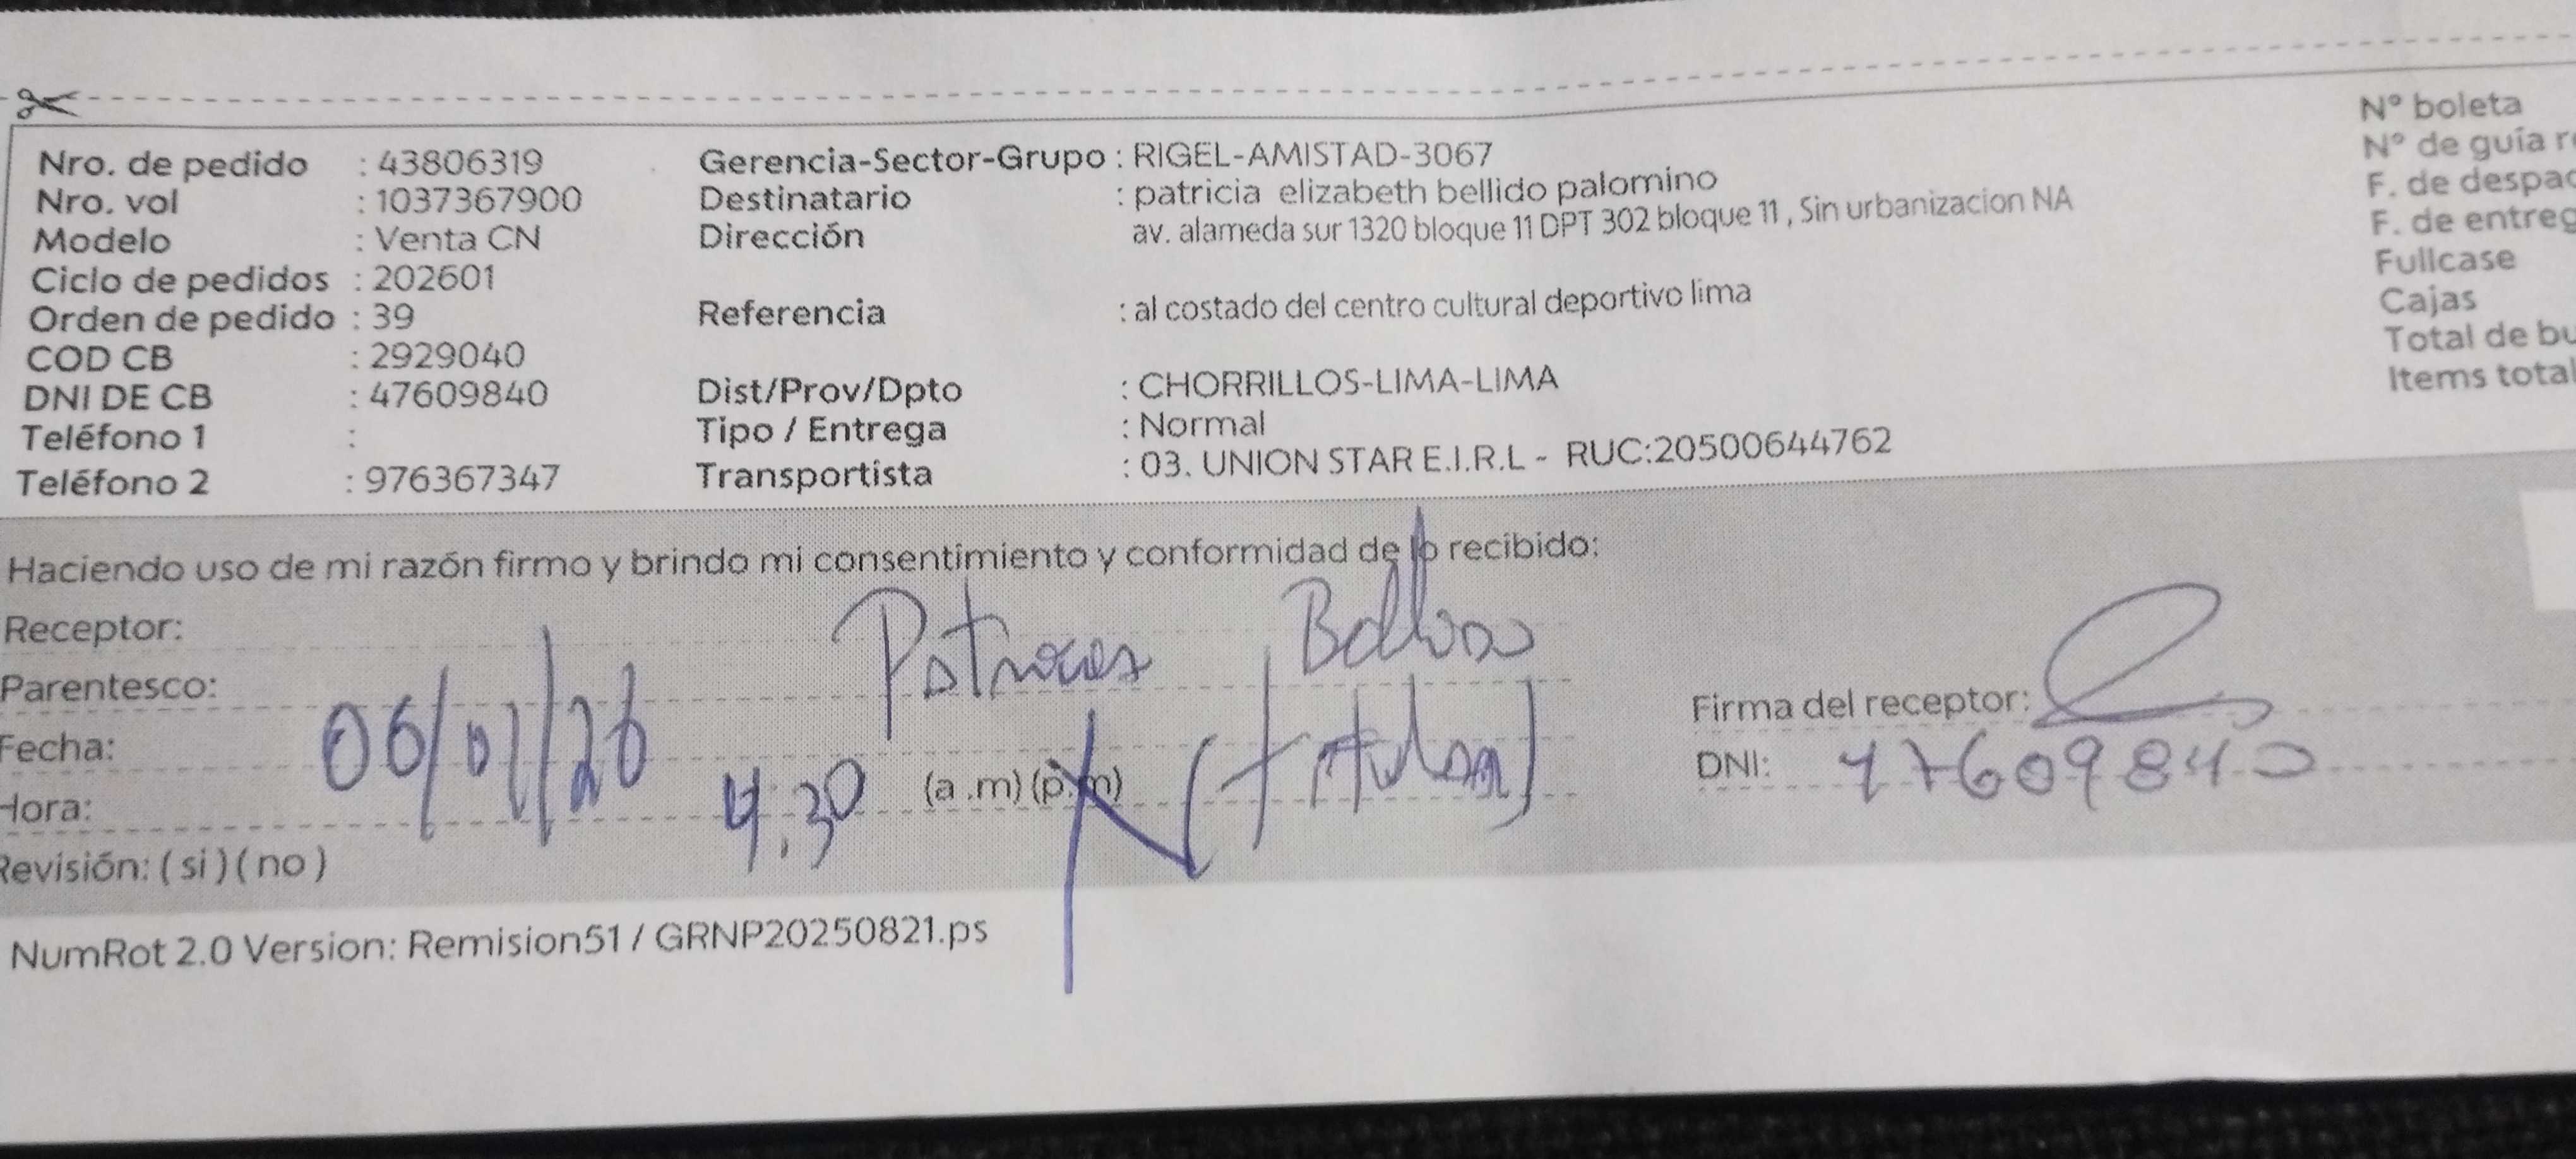 Nro. de pedido : 43806319
Nro. vol : 1037367900
Modelo : Venta CN
Ciclo de pedidos : 202601
Orden de pedido : 39
COD CB : 2929040
DNI DE CB : 47609840
Teléfono 1 :
Teléfono 2 : 976367347
Gerencia-Sector-Grupo : RIGEL-AMISTAD-3067
Destinatario : patricia elizabeth bellido palomino
Dirección av. alameda sur 1320 bloque 11 DPT 302 bloque 11 , Sin urbanizacion NA
Referencia : al costado del centro cultural deportivo lima
Dist/Prov/Dpto : CHORRILLOS-LIMA-LIMA
Tipo / Entrega : Normal
Transportista : 03. UNION STAR E.I.R.L - RUC:20500644762
N° boleta
N° de guía
F. de
F. de
Fullcase
Cajas
Total de
Items total
Haciendo uso de mi razón firmo y brindo mi consentimiento y conformidad de lo recibido:
Receptor: Patricia Bellido
Parentesco: (Titular)
Fecha: 06/01/26
Hora: 4:30 (a .m) (p.m)
Revisión: ( si ) ( no )
Firma del receptor:
DNI: 47609840
NumRot 2.0 Version: Remision51 / GRNP20250821.ps